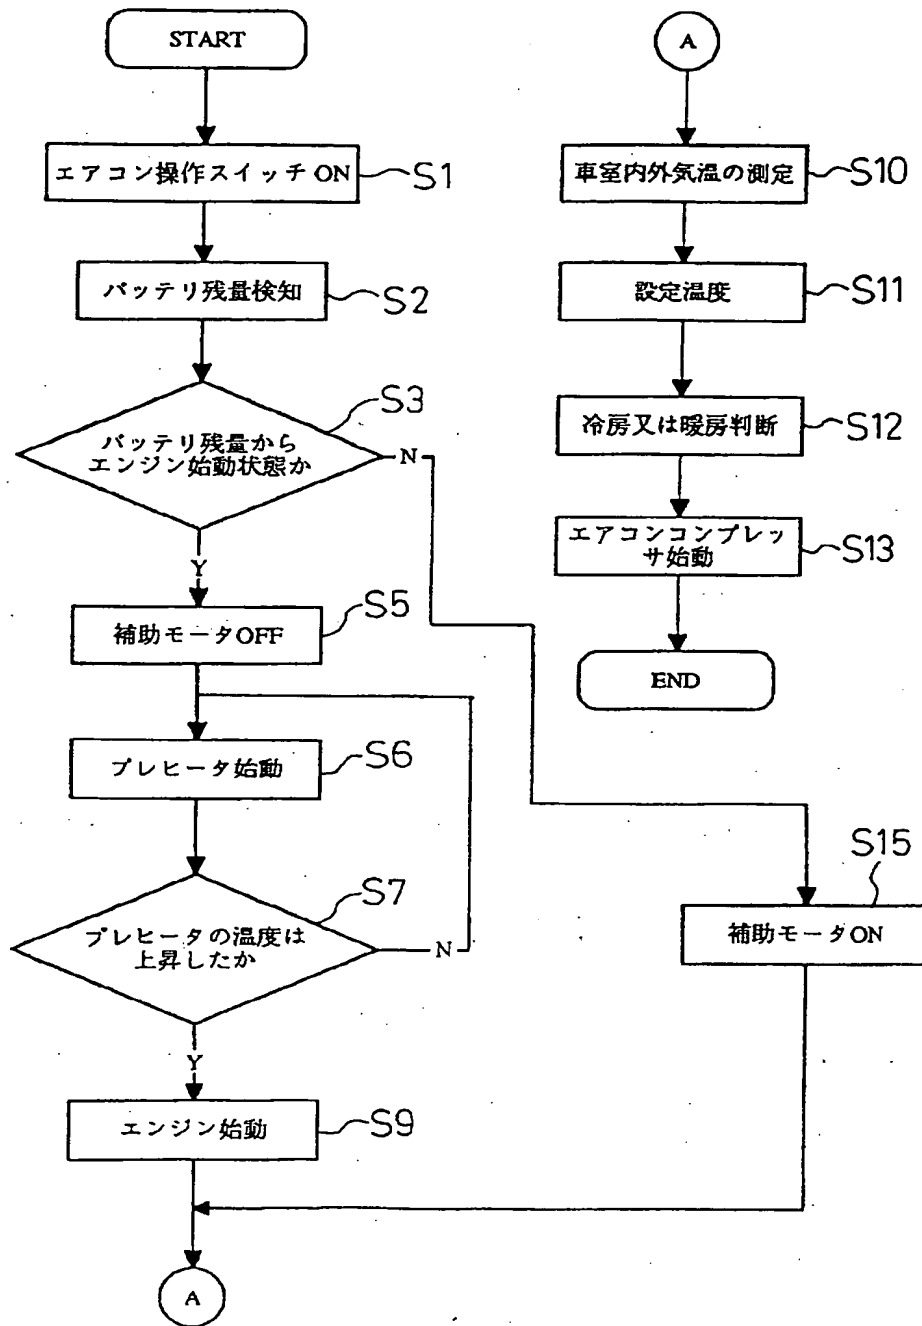 START
エアコン操作スイッチ ON
S1
バッテリ残量検知
S2
S3
バッテリ残量から
エンジン始動状態か
N
Y
S5
補助モータOFF
プレヒータ始動
S6
S7
プレヒータの温度は
上昇したか
N
Y
エンジン始動
S9
A
A
車室内外気温の測定
S10
設定温度
S11
冷房又は暖房判断
S12
エアコンコンプレッ
サ始動
S13
END
S15
補助モータON